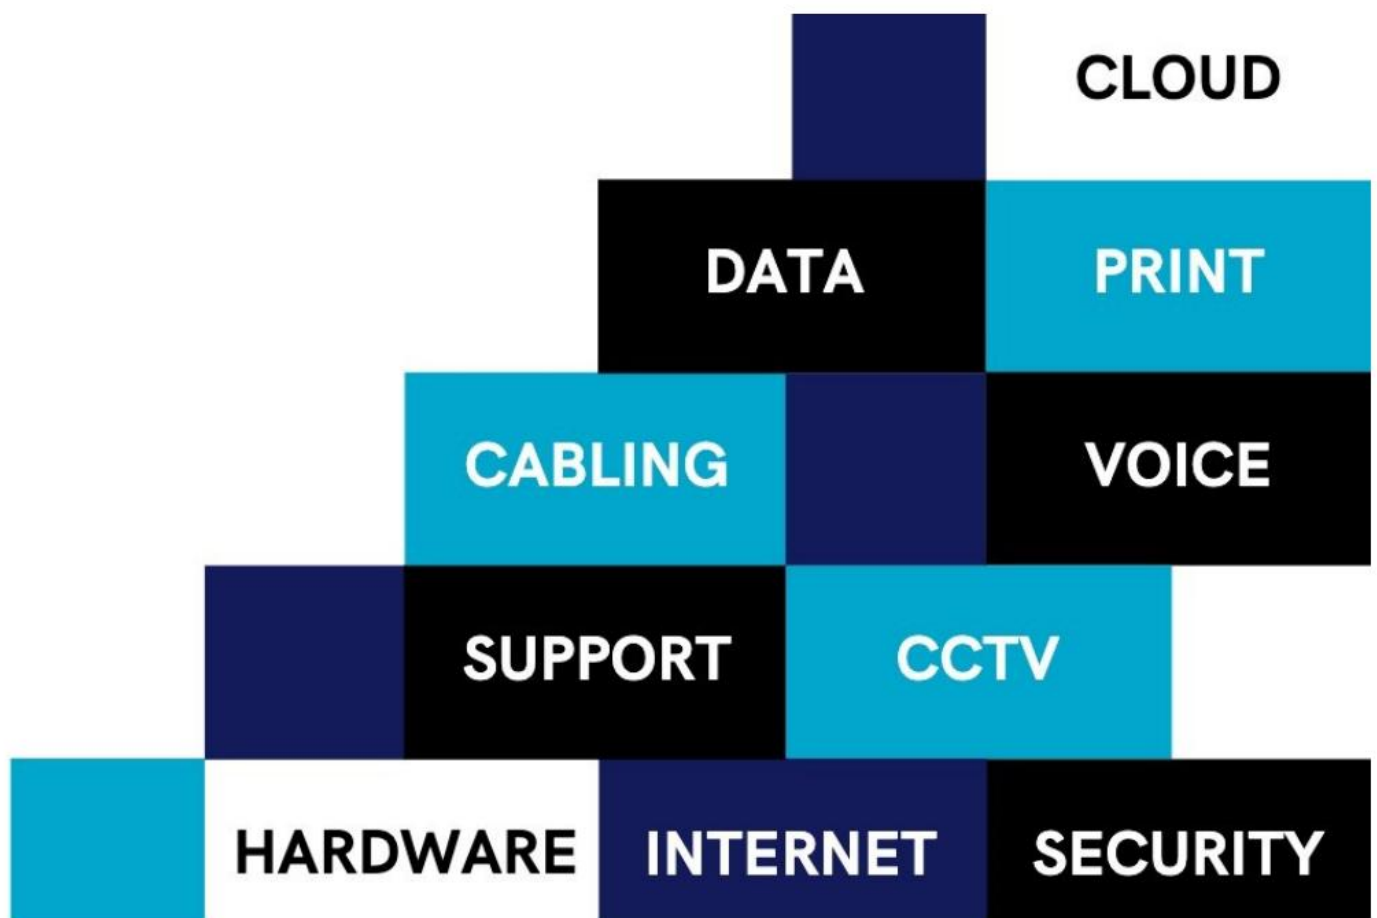 CLOUD
DATA PRINT
CABLING VOICE
SUPPORT CCTV
HARDWARE INTERNET SECURITY